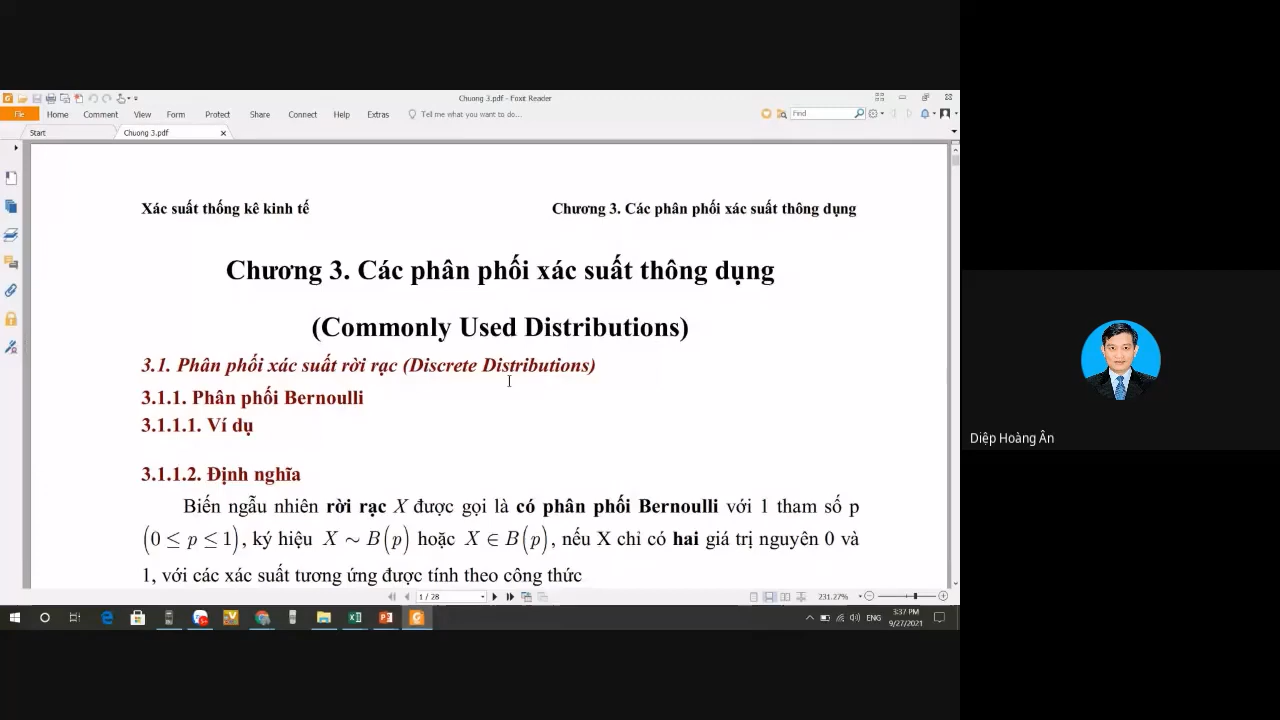 Chuong 3.pdf - Foxit Reader
File Home Comment View Form Protect Share Connect Help Extras Tell me what you want to do... Find
Start Chuong 3.pdf
Xác suất thống kê kinh tế Chương 3. Các phân phối xác suất thông dụng
Chương 3. Các phân phối xác suất thông dụng
(Commonly Used Distributions)
3.1. Phân phối xác suất rời rạc (Discrete Distributions)
3.1.1. Phân phối Bernoulli
3.1.1.1. Ví dụ
3.1.1.2. Định nghĩa
Biến ngẫu nhiên rời rạc X được gọi là có phân phối Bernoulli với 1 tham số p
(0 ≤ p ≤ 1), ký hiệu X ~ B(p) hoặc X ∈ B(p), nếu X chỉ có hai giá trị nguyên 0 và
1, với các xác suất tương ứng được tính theo công thức
1 / 28 231.27%
ENG 3:37 PM
9/27/2021
Diệp Hoàng Ân